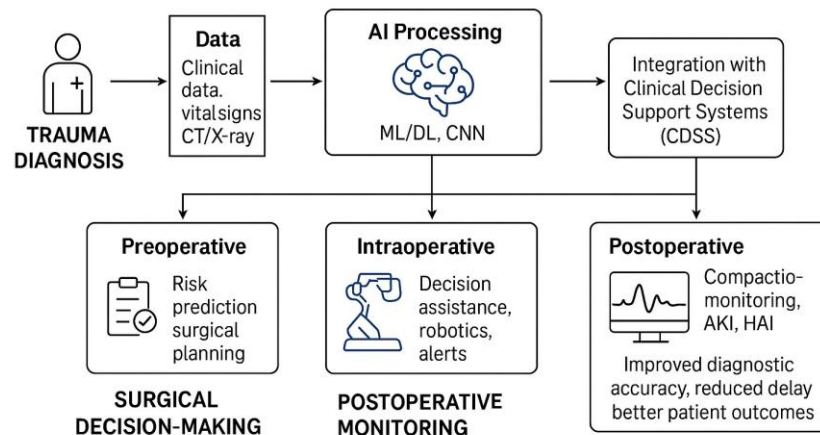 TRAUMA
DIAGNOSIS
Data
Clinical
data.
vitalsigns
CT/X-ray
AI Processing
ML/DL, CNN
Integration with
Clinical Decision
Support Systems
(CDSS)
Preoperative
Risk
prediction
surgical
planning
Intraoperative
Decision
assistance,
robotics,
alerts
Postoperative
Compactio-
monitoring,
AKI, HAI
Improved diagnostic
accuracy, reduced delay
better patient outcomes
SURGICAL
DECISION-MAKING
POSTOPERATIVE
MONITORING